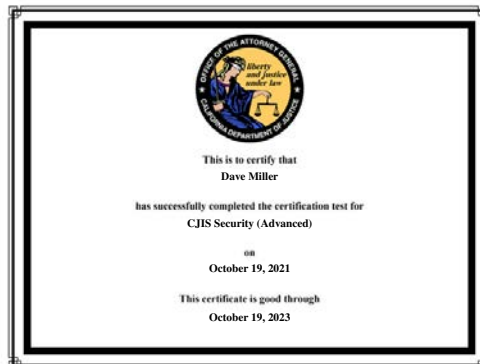 OFFICE OF THE ATTORNEY GENERAL
liberty
and justice
under law
CALIFORNIA DEPARTMENT OF JUSTICE
This is to certify that
Dave Miller
has successfully completed the certification test for
CJIS Security (Advanced)
on
October 19, 2021
This certificate is good through
October 19, 2023